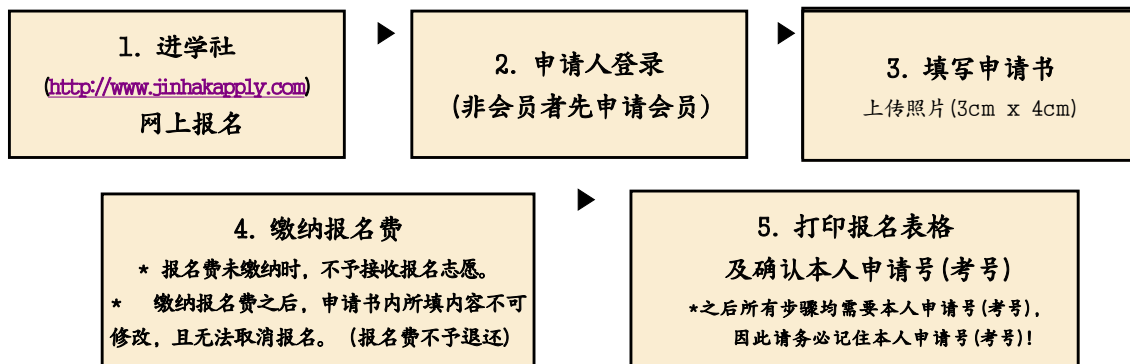 1. 进学社
(http://www.jinhakapply.com)
网上报名
2. 申请人登录
(非会员者先申请会员)
3. 填写申请书
上传照片(3cm x 4cm)
4. 缴纳报名费
* 报名费未缴纳时, 不予接收报名志愿。
* 缴纳报名费之后, 申请书内所填内容不可
修改, 且无法取消报名。 (报名费不予退还)
5. 打印报名表格
及确认本人申请号(考号)
*之后所有步骤均需要本人申请号(考号),
因此请务必记住本人申请号(考号)!